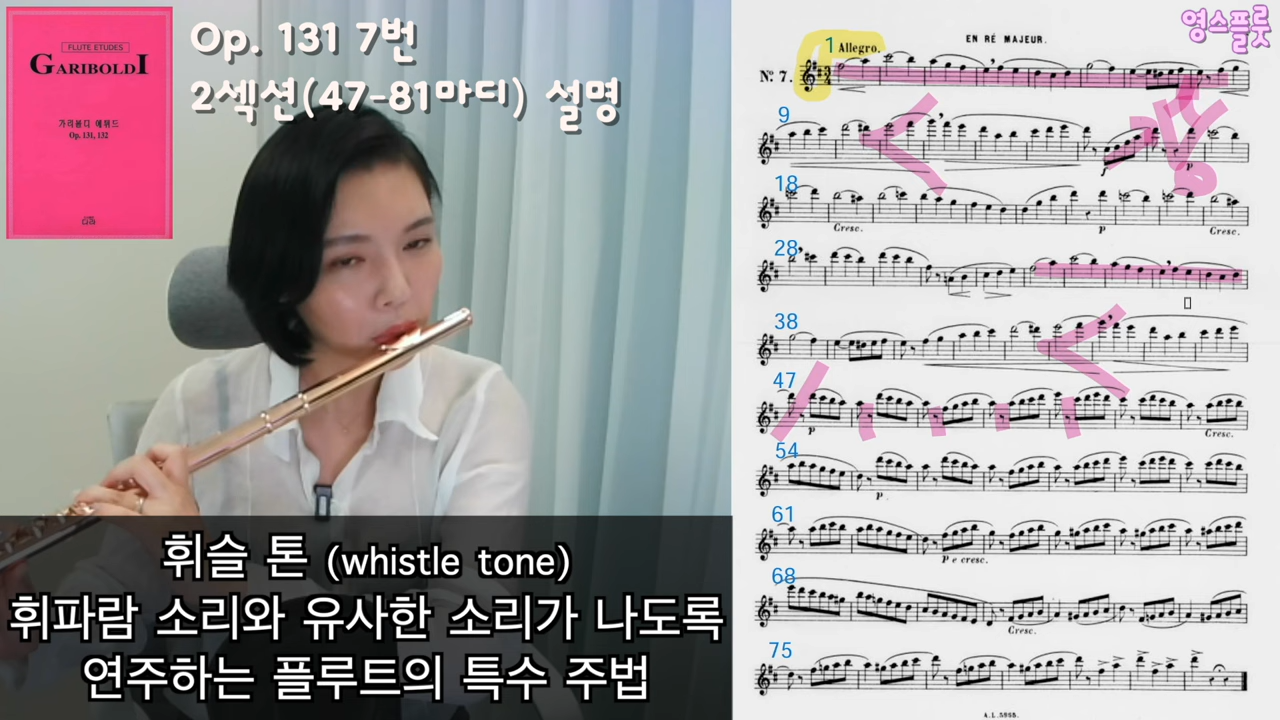 FLUTE ETUDES
GARIBOLDI
가리볼디 에튀드
Op. 131, 132
Op. 131 7번
2섹션(47-81마디) 설명
휘슬 톤 (whistle tone)
휘파람 소리와 유사한 소리가 나도록
연주하는 플루트의 특수 주법
영스플룻
EN RÉ MAJEUR.
1 Allegro.
Nº 7.
9
f
p
18
Cresc.
p
Cresc.
28
38
47
p
Cresc.
54
p.
61
p e cresc.
68
Cresc.
75